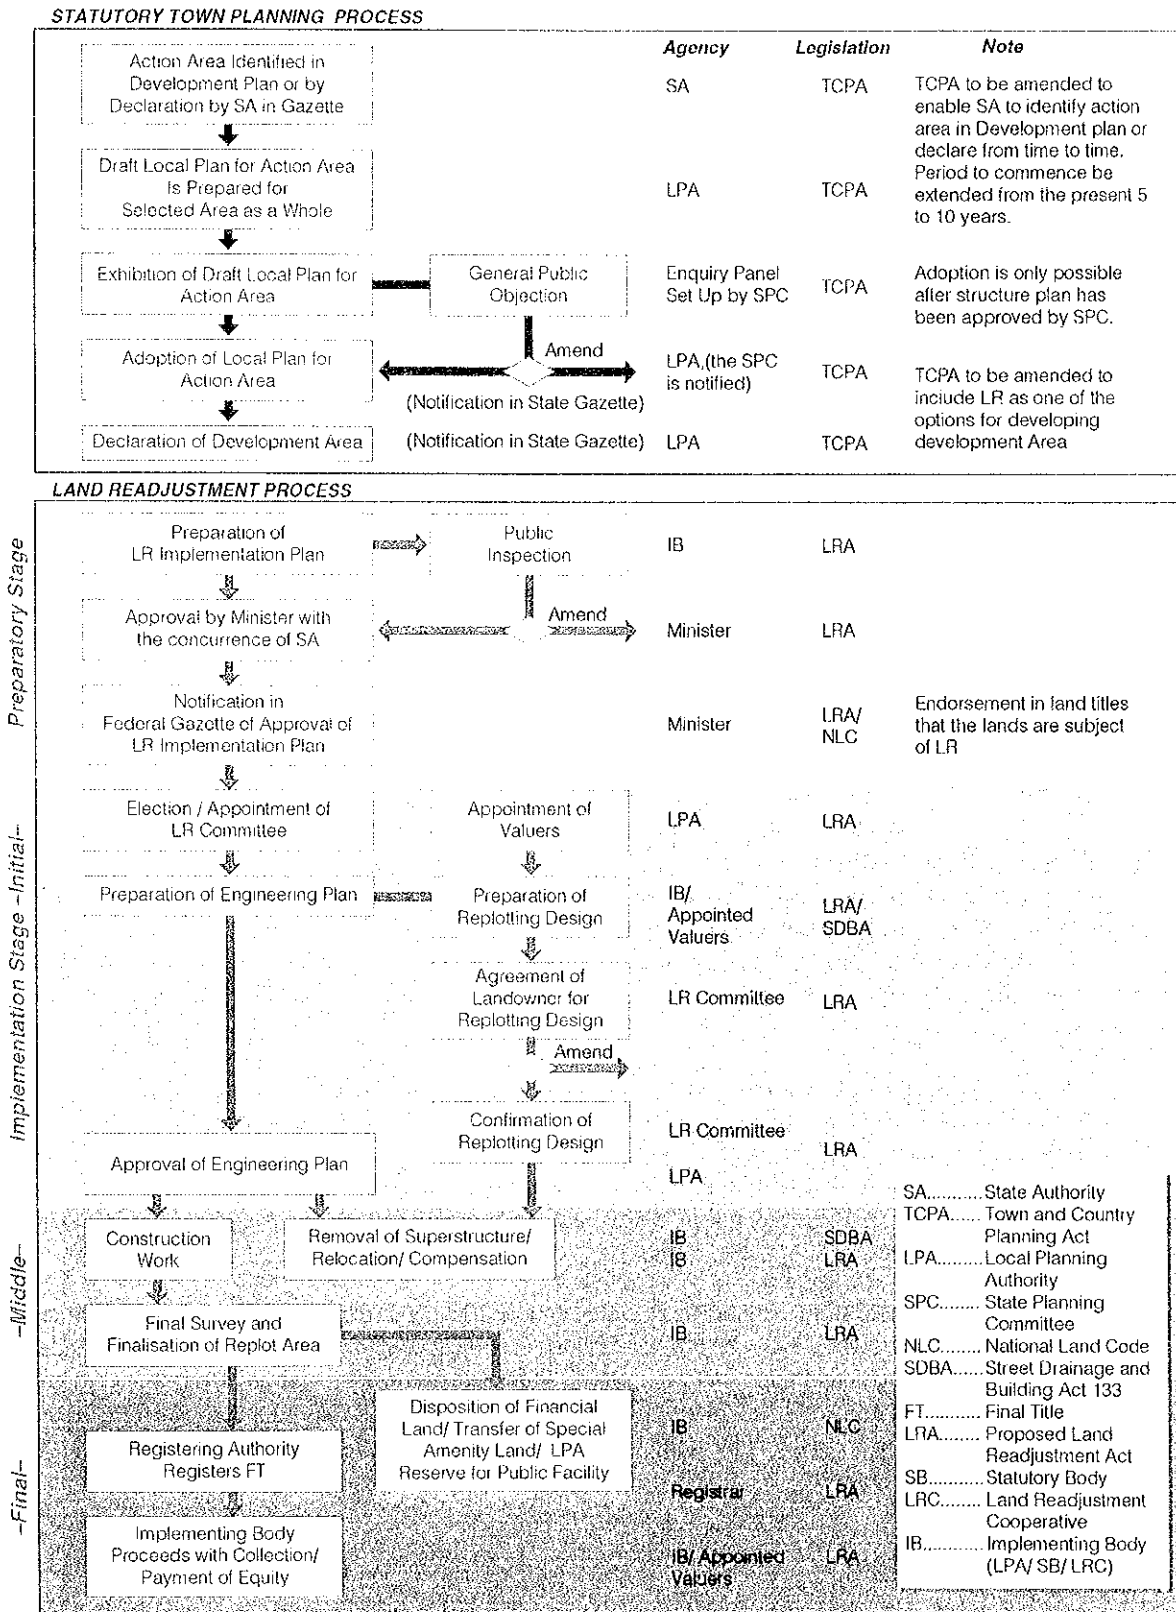 STATUTORY TOWN PLANNING PROCESS
Agency Legislation Note
Action Area Identified in
Development Plan or by
Declaration by SA in Gazette
SA TCPA
TCPA to be amended to
enable SA to identify action
area in Development plan or
declare from time to time.
Period to commence be
extended from the present 5
to 10 years.
Draft Local Plan for Action Area
Is Prepared for
Selected Area as a Whole
LPA TCPA
Exhibition of Draft Local Plan for
Action Area
General Public
Objection
Enquiry Panel
Set Up by SPC
TCPA
Adoption is only possible
after structure plan has
been approved by SPC.
Amend
Adoption of Local Plan for
Action Area
(Notification in State Gazette)
LPA,(the SPC
is notified)
TCPA
TCPA to be amended to
include LR as one of the
options for developing
development Area
Declaration of Development Area
(Notification in State Gazette)
LPA TCPA
LAND READJUSTMENT PROCESS
Preparatory Stage
Preparation of
LR Implementation Plan
Public
Inspection
IB LRA
Amend
Approval by Minister with
the concurrence of SA
Minister LRA
Notification in
Federal Gazette of Approval of
LR Implementation Plan
Minister
LRA/
NLC
Endorsement in land titles
that the lands are subject
of LR
Implementation Stage -Initial-
Election / Appointment of
LR Committee
Appointment of
Valuers
LPA LRA
Preparation of Engineering Plan
Preparation of
Replotting Design
IB/
Appointed
Valuers
LRA/
SDBA
Agreement of
Landowner for
Replotting Design
LR Committee LRA
Amend
Confirmation of
Replotting Design
LR Committee
LPA
LRA
Approval of Engineering Plan
-Middle-
Construction
Work
Removal of Superstructure/
Relocation/ Compensation
IB SDBA
IB LRA
Final Survey and
Finalisation of Replot Area
IB LRA
-Final-
Disposition of Financial
Land/ Transfer of Special
Amenity Land/ LPA
Reserve for Public Facility
IB NLC
Registering Authority
Registers FT
Registrar LRA
Implementing Body
Proceeds with Collection/
Payment of Equity
IB/ Appointed
Valuers
LRA
SA..........State Authority
TCPA......Town and Country
Planning Act
LPA........Local Planning
Authority
SPC........State Planning
Committee
NLC........National Land Code
SDBA.....Street Drainage and
Building Act 133
FT..........Final Title
LRA........Proposed Land
Readjustment Act
SB..........Statutory Body
LRC........Land Readjustment
Cooperative
IB...........Implementing Body
(LPA/ SB/ LRC)